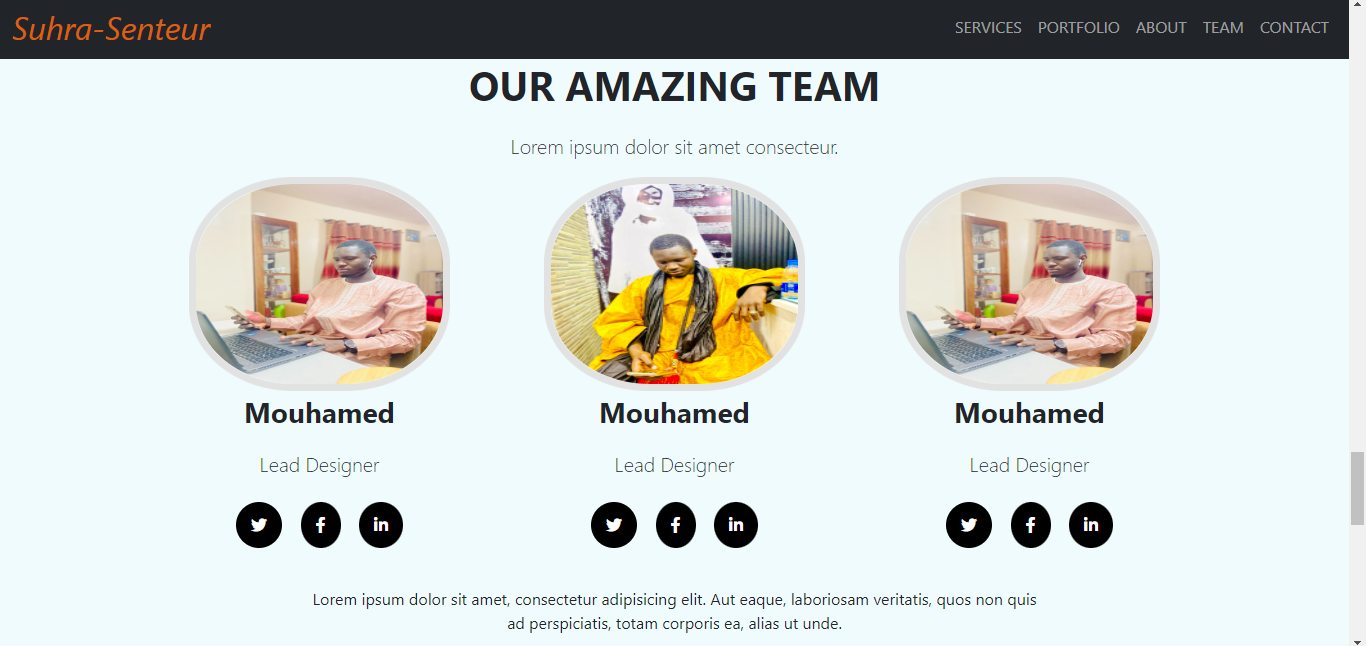 Suhra-Senteur
SERVICES PORTFOLIO ABOUT TEAM CONTACT
OUR AMAZING TEAM
Lorem ipsum dolor sit amet consecteur.
Mouhamed
Lead Designer
Mouhamed
Lead Designer
Mouhamed
Lead Designer
Lorem ipsum dolor sit amet, consectetur adipisicing elit. Aut eaque, laboriosam veritatis, quos non quis
ad perspiciatis, totam corporis ea, alias ut unde.